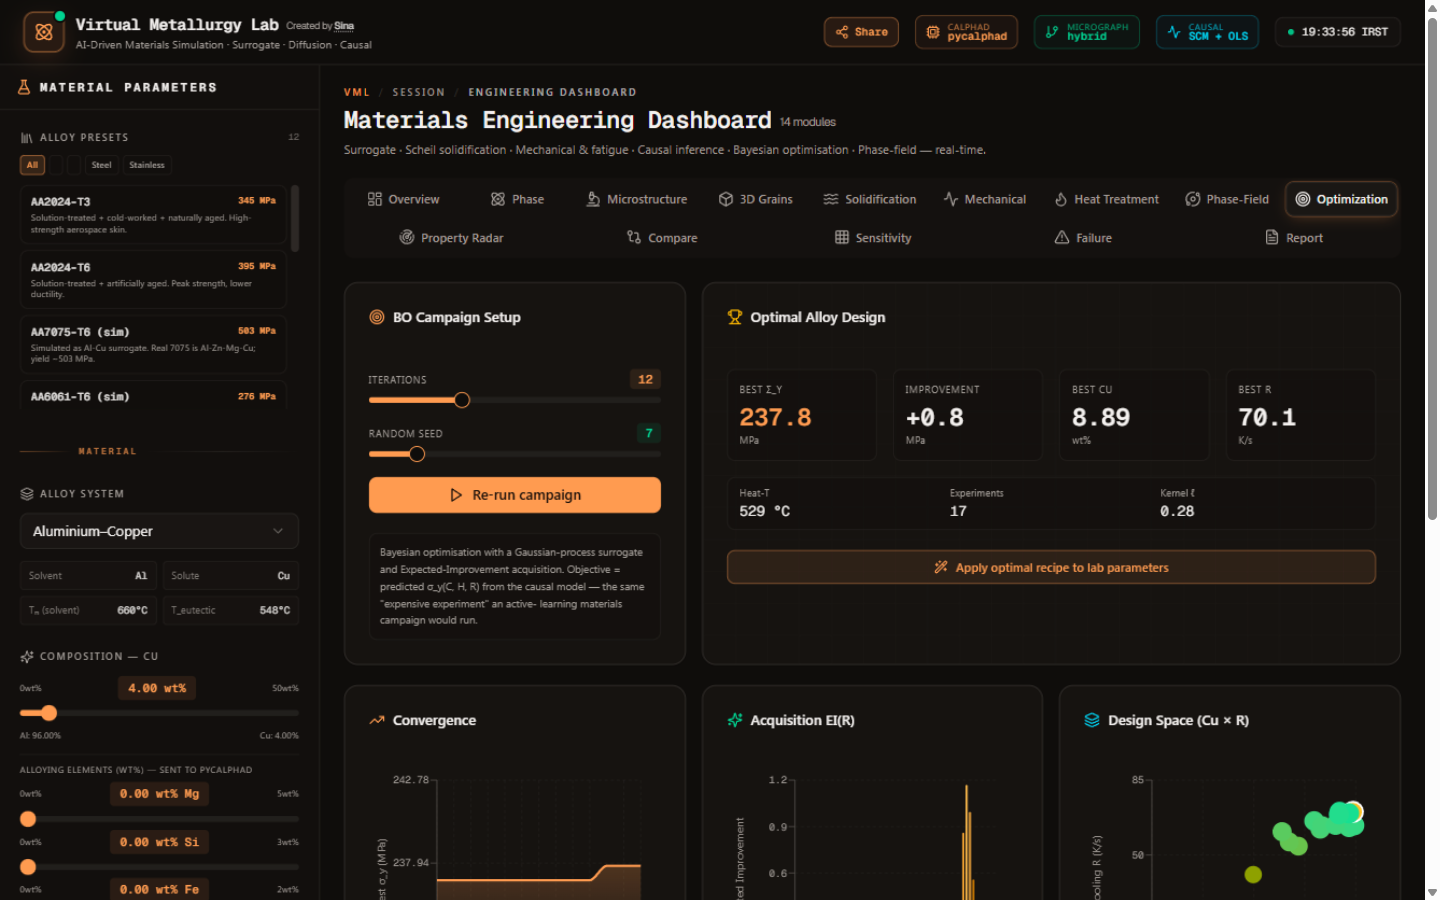 Virtual Metallurgy Lab Created by Sina
AI-Driven Materials Simulation · Surrogate · Diffusion · Causal
Share
CALPHAD
pycalphad
MICROGRAPH
hybrid
CAUSAL
SCM + OLS
19:33:56 IRST
MATERIAL PARAMETERS
ALLOY PRESETS 12
All
Steel
Stainless
AA2024-T3 345 MPa
Solution-treated + cold-worked + naturally aged. High-
strength aerospace skin.
AA2024-T6 395 MPa
Solution-treated + artificially aged. Peak strength, lower
ductility.
AA7075-T6 (sim) 503 MPa
Simulated as Al-Cu surrogate. Real 7075 is Al-Zn-Mg-Cu;
yield ~503 MPa.
AA6061-T6 (sim) 276 MPa
MATERIAL
ALLOY SYSTEM
Aluminium–Copper
Solvent Al
Solute Cu
Tₘ (solvent) 660°C
T_eutectic 548°C
COMPOSITION — CU
0wt% 4.00 wt% 50wt%
Al: 96.00% Cu: 4.00%
ALLOYING ELEMENTS (WT%) — SENT TO PYCALPHAD
0wt% 0.00 wt% Mg 5wt%
0wt% 0.00 wt% Si 3wt%
0wt% 0.00 wt% Fe 2wt%
VML / SESSION / ENGINEERING DASHBOARD
Materials Engineering Dashboard 14 modules
Surrogate · Scheil solidification · Mechanical & fatigue · Causal inference · Bayesian optimisation · Phase-field — real-time.
Overview
Phase
Microstructure
3D Grains
Solidification
Mechanical
Heat Treatment
Phase-Field
Optimization
Property Radar
Compare
Sensitivity
Failure
Report
BO Campaign Setup
ITERATIONS 12
RANDOM SEED 7
Re-run campaign
Bayesian optimisation with a Gaussian-process surrogate
and Expected-Improvement acquisition. Objective =
predicted σ_y(C, H, R) from the causal model — the same
"expensive experiment" an active- learning materials
campaign would run.
Optimal Alloy Design
BEST Σ_Y
237.8
MPa
IMPROVEMENT
+0.8
MPa
BEST CU
8.89
wt%
BEST R
70.1
K/s
Heat-T
529 °C
Experiments
17
Kernel ℓ
0.28
Apply optimal recipe to lab parameters
Convergence
242.78
237.94
est σ_y (MPa)
Acquisition EI(R)
1.2
0.9
0.6
ted Improvement
Design Space (Cu × R)
85
50
ooling R (K/s)